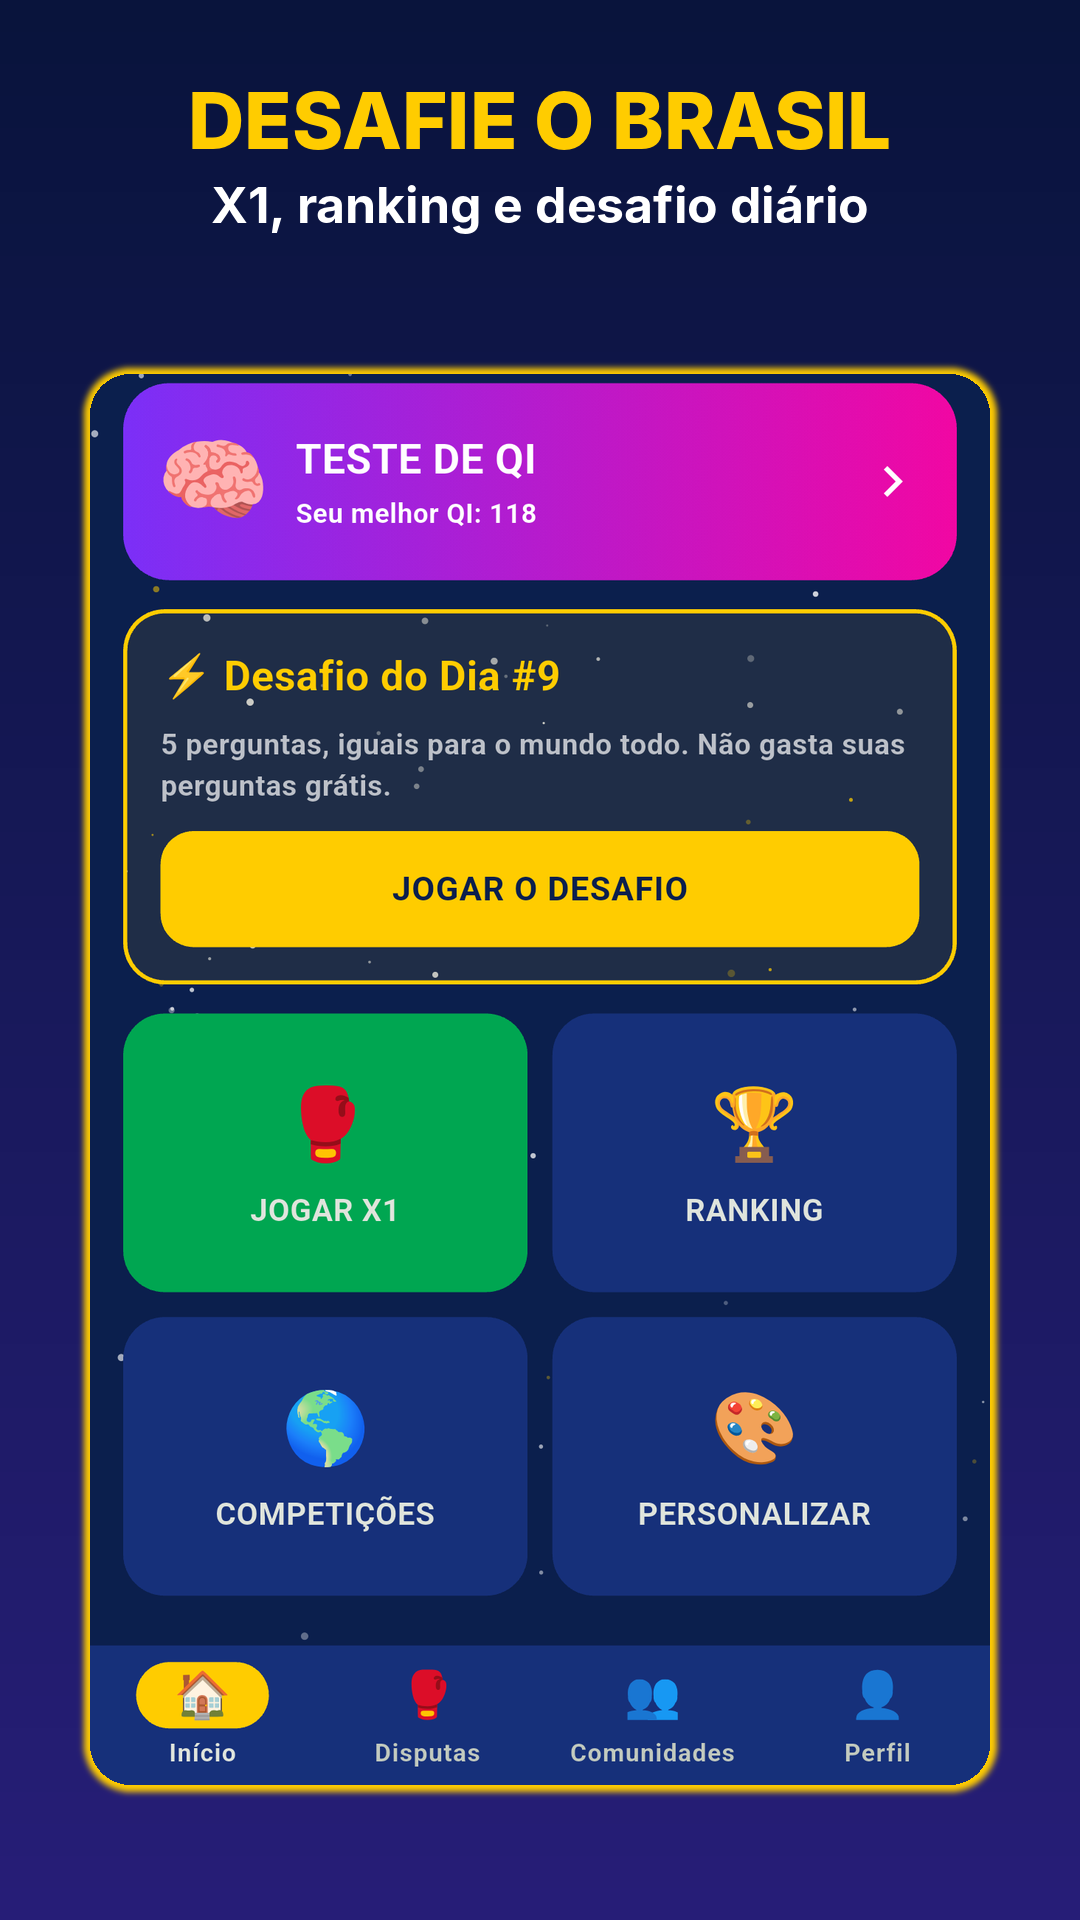 DESAFIE O BRASIL
X1, ranking e desafio diário
TESTE DE QI
Seu melhor QI: 118
⚡ Desafio do Dia #9
5 perguntas, iguais para o mundo todo. Não gasta suas
perguntas grátis.
JOGAR O DESAFIO
JOGAR X1
RANKING
COMPETIÇÕES
PERSONALIZAR
Início
Disputas
Comunidades
Perfil